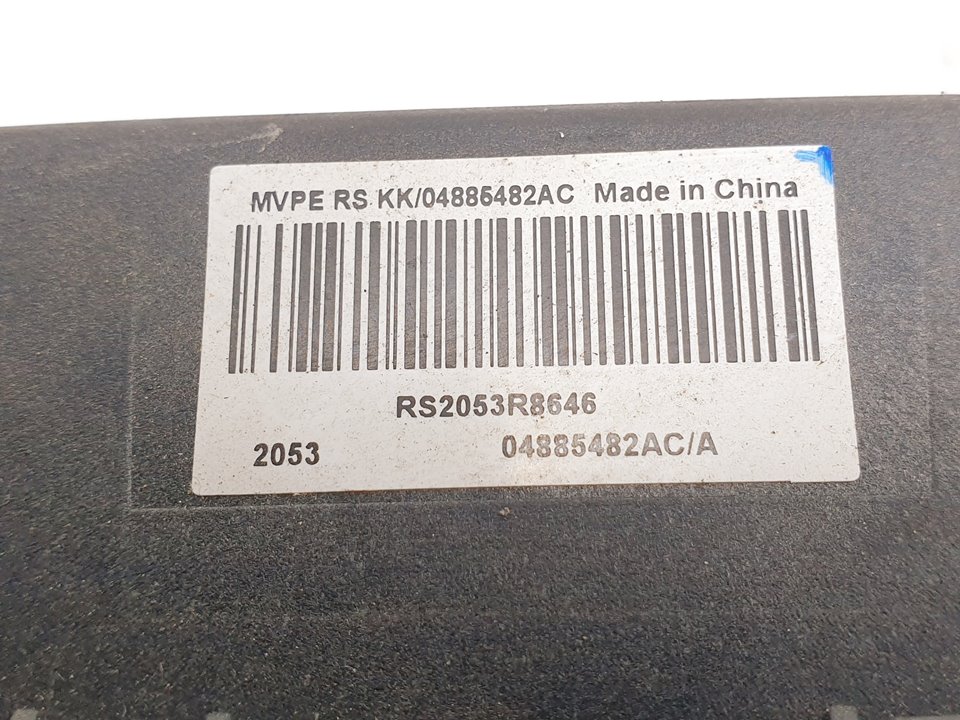 MVPE RS KK/04885482AC Made in China
RS2053R8646
2053 04885482AC/A